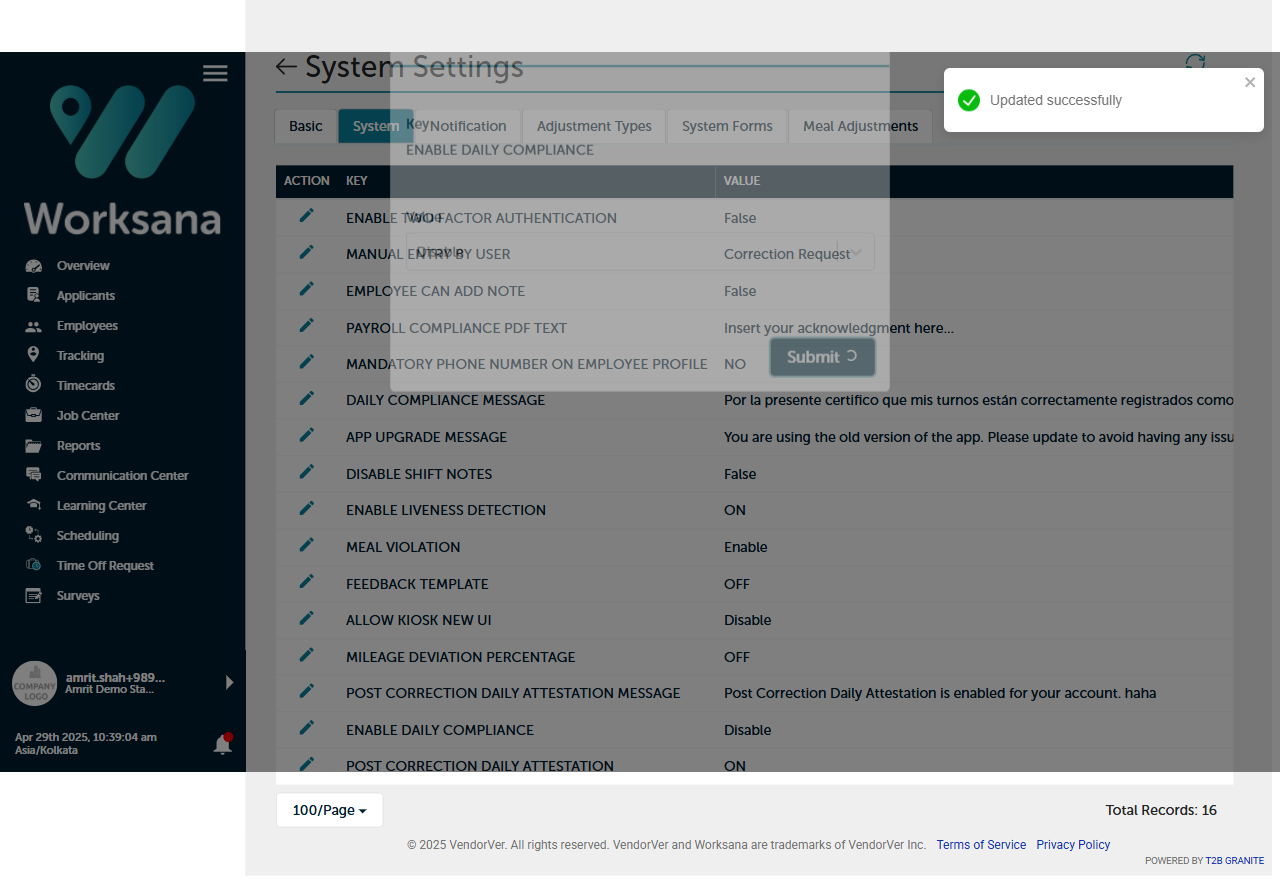 System Settings
Updated successfully
Basic
System
Notification
Adjustment Types
System Forms
Meal Adjustments
Key
ENABLE DAILY COMPLIANCE
Value
Disable
Submit
ACTION KEY VALUE
ENABLE TWO FACTOR AUTHENTICATION False
MANUAL ENTRY BY USER Correction Request
EMPLOYEE CAN ADD NOTE False
PAYROLL COMPLIANCE PDF TEXT Insert your acknowledgment here...
MANDATORY PHONE NUMBER ON EMPLOYEE PROFILE NO
DAILY COMPLIANCE MESSAGE Por la presente certifico que mis turnos están correctamente registrados como
APP UPGRADE MESSAGE You are using the old version of the app. Please update to avoid having any issu
DISABLE SHIFT NOTES False
ENABLE LIVENESS DETECTION ON
MEAL VIOLATION Enable
FEEDBACK TEMPLATE OFF
ALLOW KIOSK NEW UI Disable
MILEAGE DEVIATION PERCENTAGE OFF
POST CORRECTION DAILY ATTESTATION MESSAGE Post Correction Daily Attestation is enabled for your account. haha
ENABLE DAILY COMPLIANCE Disable
POST CORRECTION DAILY ATTESTATION ON
Worksana
Overview
Applicants
Employees
Tracking
Timecards
Job Center
Reports
Communication Center
Learning Center
Scheduling
Time Off Request
Surveys
COMPANY
LOGO
amrit.shah+989...
Amrit Demo Sta...
Apr 29th 2025, 10:39:04 am
Asia/Kolkata
100/Page
Total Records: 16
© 2025 VendorVer. All rights reserved. VendorVer and Worksana are trademarks of VendorVer Inc. Terms of Service Privacy Policy
POWERED BY T2B GRANITE